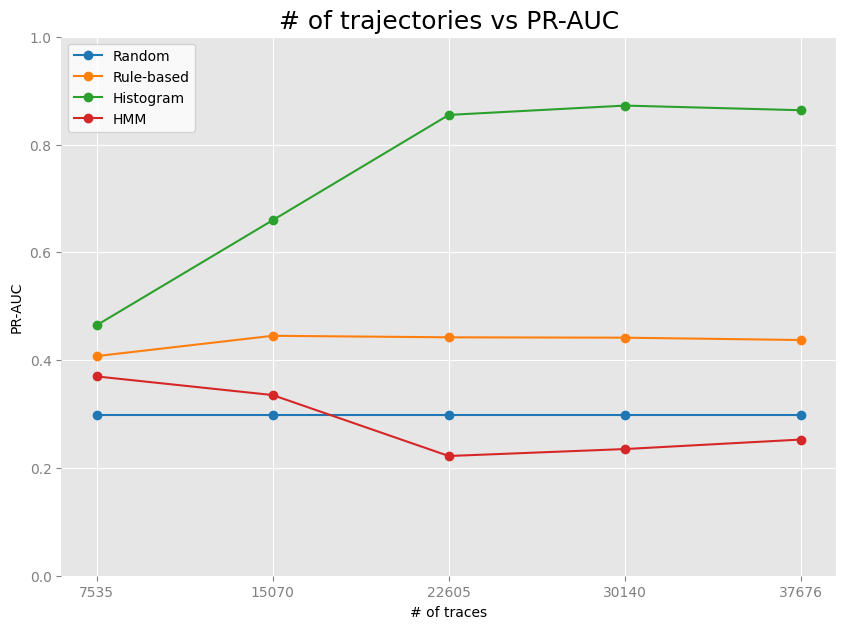 # of trajectories vs PR-AUC
1.0
Random
Rule-based
Histogram
HMM
0.8
0.6
PR-AUC
0.4
0.2
0.0
7535 15070 22605 30140 37676
# of traces